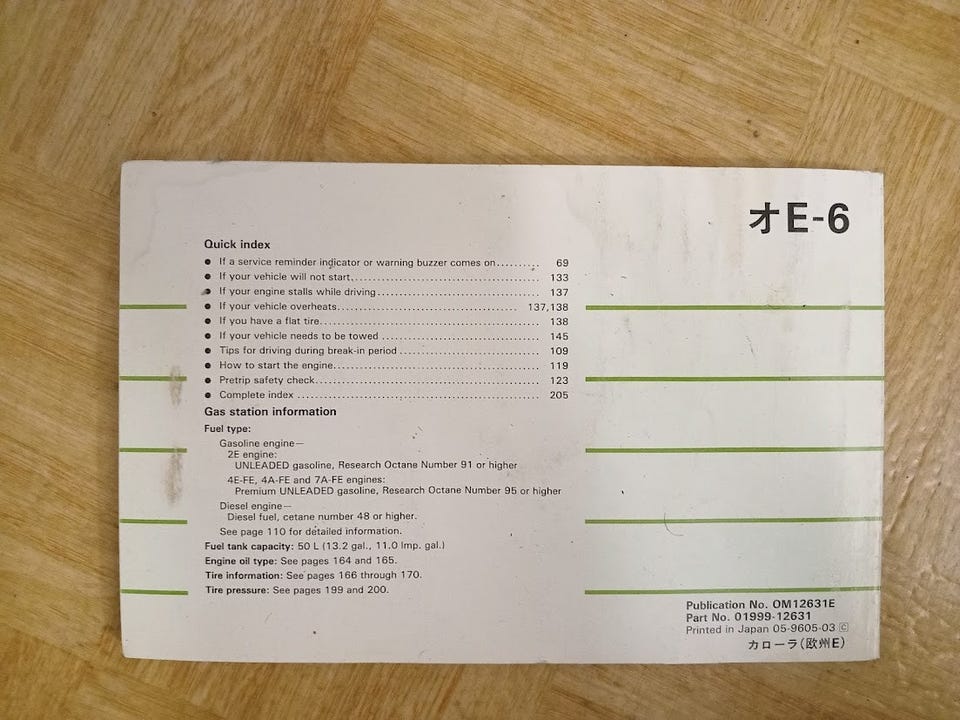 オE-6
Quick index
● If a service reminder indicator or warning buzzer comes on.......... 69
● If your vehicle will not start........................................ 133
● If your engine stalls while driving................................... 137
● If your vehicle overheats........................................ 137,138
● If you have a flat tire............................................... 138
● If your vehicle needs to be towed .................................... 145
● Tips for driving during break-in period .............................. 109
● How to start the engine............................................... 119
● Pretrip safety check.................................................. 123
● Complete index ....................................................... 205
Gas station information
Fuel type:
Gasoline engine—
2E engine:
UNLEADED gasoline, Research Octane Number 91 or higher
4E-FE, 4A-FE and 7A-FE engines:
Premium UNLEADED gasoline, Research Octane Number 95 or higher
Diesel engine—
Diesel fuel, cetane number 48 or higher.
See page 110 for detailed information.
Fuel tank capacity: 50 L (13.2 gal., 11.0 lmp. gal.)
Engine oil type: See pages 164 and 165.
Tire information: See pages 166 through 170.
Tire pressure: See pages 199 and 200.
Publication No. OM12631E
Part No. 01999-12631
Printed in Japan 05-9605-03 🄲
カローラ(欧州E)